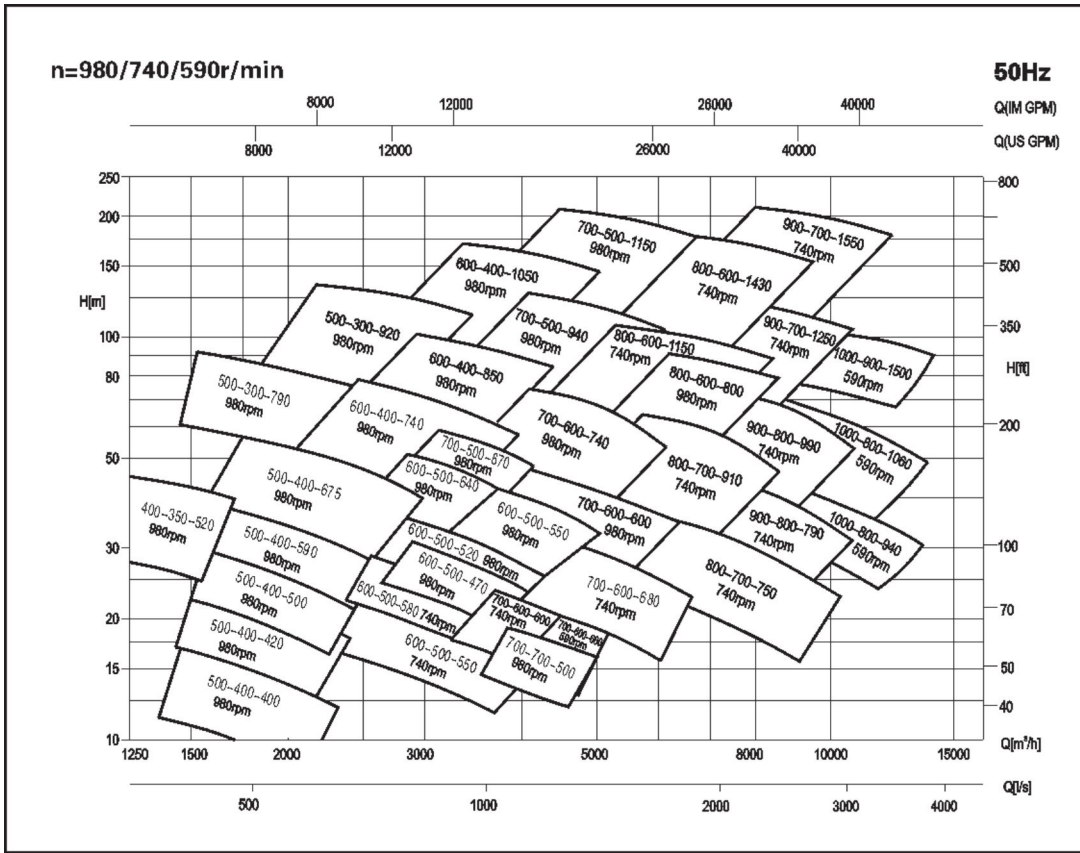 n=980/740/590r/min
50Hz
8000 12000 26000 40000 Q(IM GPM)
8000 12000 26000 40000 Q(US GPM)
250
200
150
100
80
50
30
20
15
10
H[m]
800
500
350
200
100
70
50
40
H[ft]
900-700-1550
740rpm
700-500-1150
980rpm
800-600-1430
740rpm
600-400-1050
980rpm
500-300-920
980rpm
700-500-940
980rpm
800-600-1150
740rpm
900-700-1250
740rpm
1000-900-1500
590rpm
600-400-850
980rpm
800-600-800
980rpm
500-300-790
980rpm
600-400-740
980rpm
700-500-670
980rpm
700-600-740
980rpm
900-800-990
740rpm
1000-800-1060
590rpm
500-400-675
980rpm
600-500-640
980rpm
800-700-910
740rpm
400-350-520
980rpm
500-400-590
980rpm
600-500-550
980rpm
700-600-600
980rpm
900-800-790
740rpm
1000-800-940
590rpm
600-500-520 980rpm
600-500-470
980rpm
500-400-500
980rpm
600-500-580 740rpm
700-600-600
740rpm
700-600-680
740rpm
800-700-750
740rpm
590rpm
500-400-420
980rpm
600-500-550
740rpm
700-700-500
980rpm
500-400-400
980rpm
1250 1500 2000 3000 5000 8000 10000 15000 Q[m³/h]
500 1000 2000 3000 4000 Q[l/s]